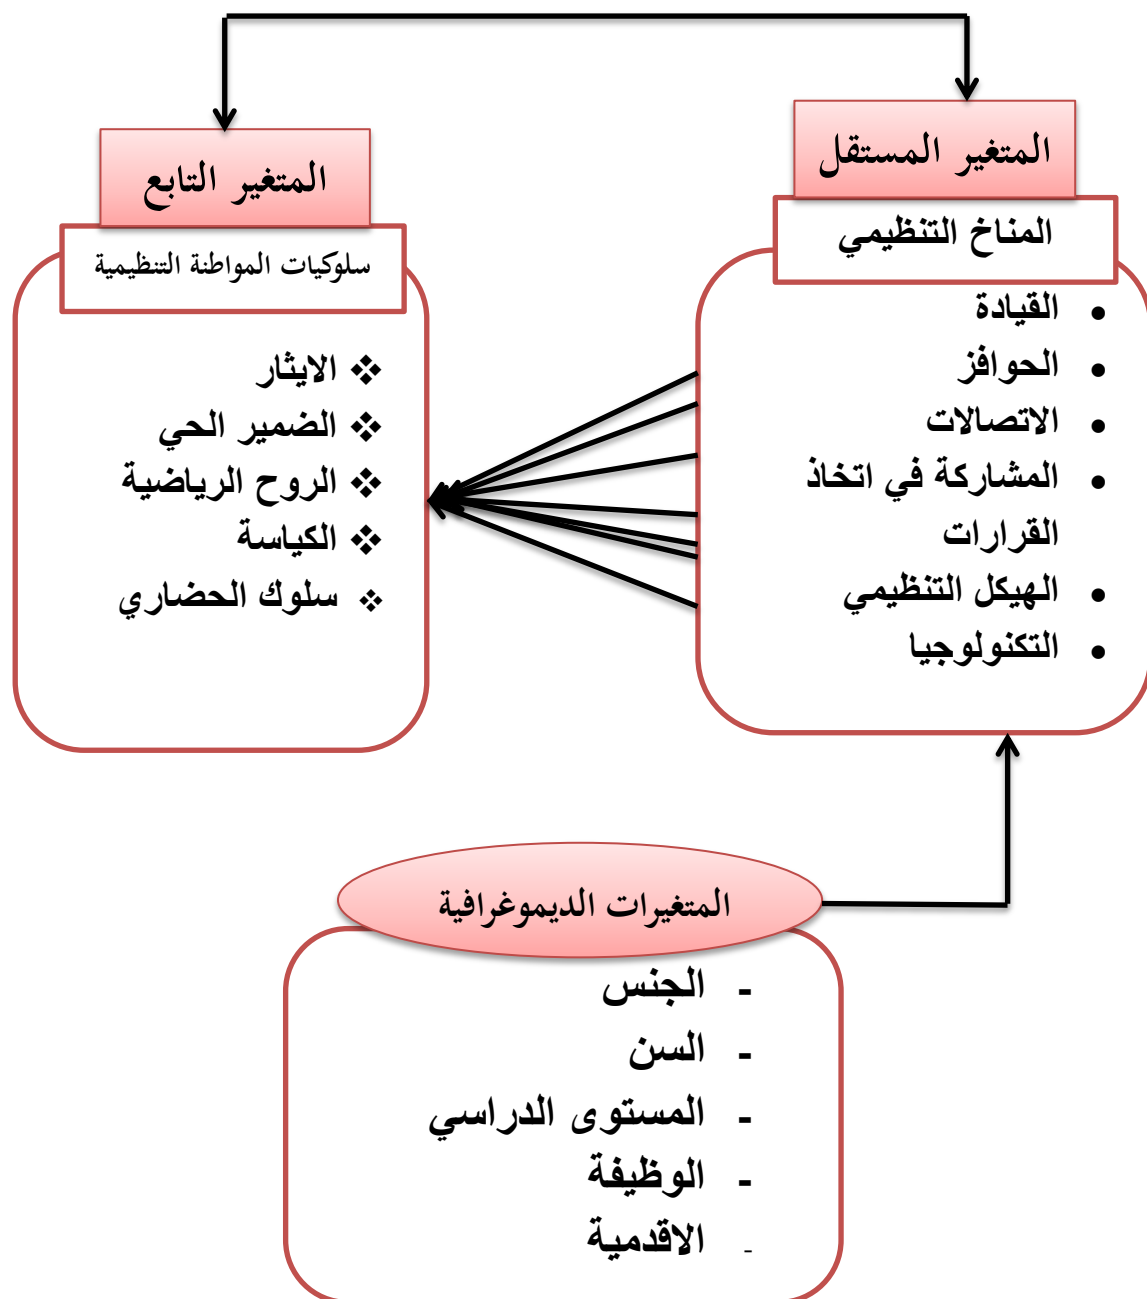 المتغير المستقل
المناخ التنظيمي
• القيادة
• الحوافز
• الاتصالات
• المشاركة في اتخاذ
القرارات
• الهيكل التنظيمي
• التكنولوجيا
المتغير التابع
سلوكيات المواطنة التنظيمية
❖ الايثار
❖ الضمير الحي
❖ الروح الرياضية
❖ الكياسة
❖ سلوك الحضاري
المتغيرات الديموغرافية
- الجنس
- السن
- المستوى الدراسي
- الوظيفة
- الاقدمية